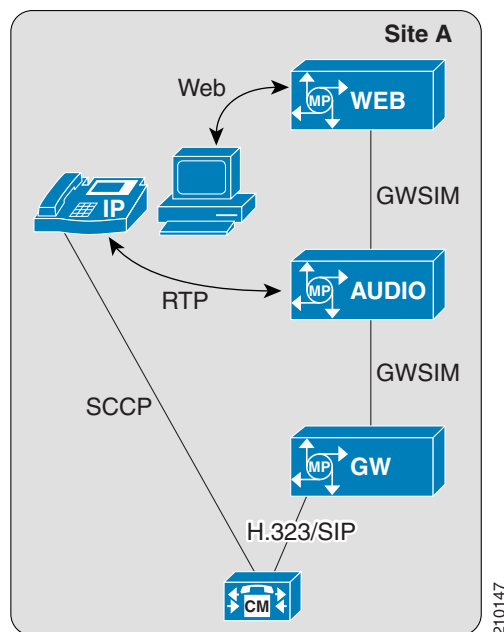 Site A
Web
MP WEB
IP
GWSIM
MP AUDIO
RTP
GWSIM
SCCP
MP GW
H.323/SIP
CM
210147